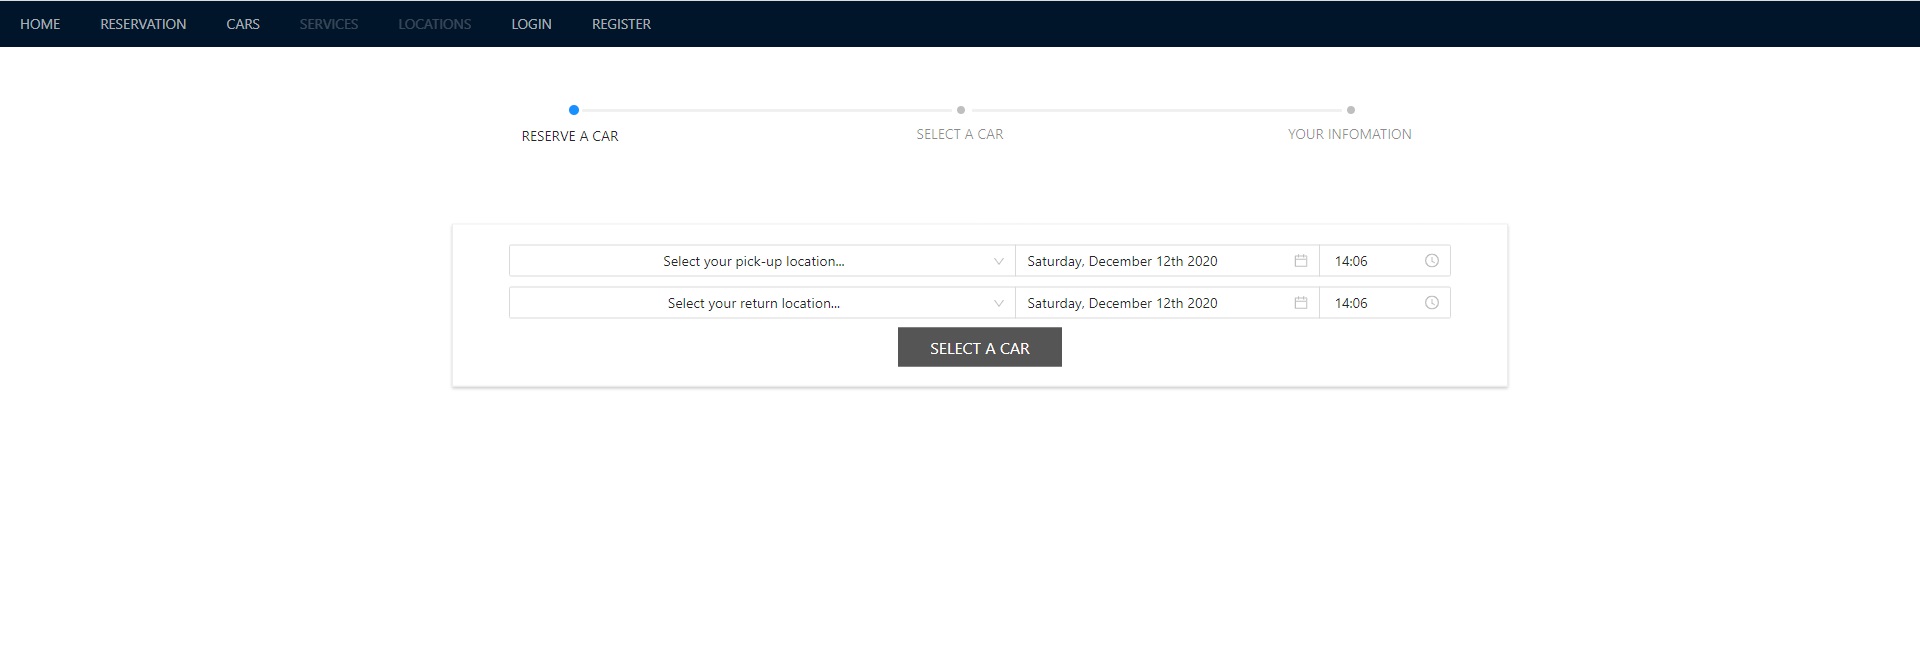 HOME RESERVATION CARS SERVICES LOCATIONS LOGIN REGISTER
RESERVE A CAR SELECT A CAR YOUR INFOMATION
Select your pick-up location... Saturday, December 12th 2020 14:06
Select your return location... Saturday, December 12th 2020 14:06
SELECT A CAR